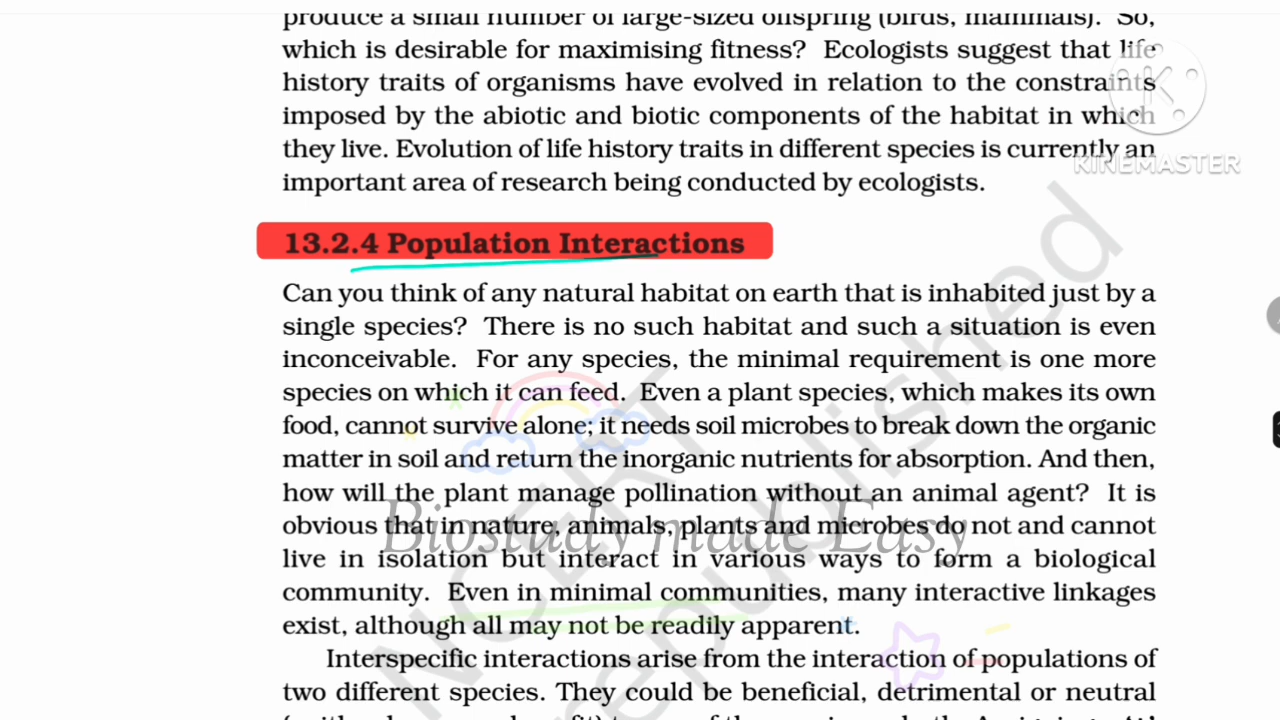 produce a small number of large-sized offspring (birds, mammals). So,
which is desirable for maximising fitness? Ecologists suggest that life
history traits of organisms have evolved in relation to the constraints
imposed by the abiotic and biotic components of the habitat in which
they live. Evolution of life history traits in different species is currently an
important area of research being conducted by ecologists.
KINEMASTER
13.2.4 Population Interactions
Can you think of any natural habitat on earth that is inhabited just by a
single species? There is no such habitat and such a situation is even
inconceivable. For any species, the minimal requirement is one more
species on which it can feed. Even a plant species, which makes its own
food, cannot survive alone; it needs soil microbes to break down the organic
matter in soil and return the inorganic nutrients for absorption. And then,
how will the plant manage pollination without an animal agent? It is
obvious that in nature, animals, plants and microbes do not and cannot
live in isolation but interact in various ways to form a biological
community. Even in minimal communities, many interactive linkages
exist, although all may not be readily apparent.
Interspecific interactions arise from the interaction of populations of
two different species. They could be beneficial, detrimental or neutral
Biostudy made Easy
NCERT
republished